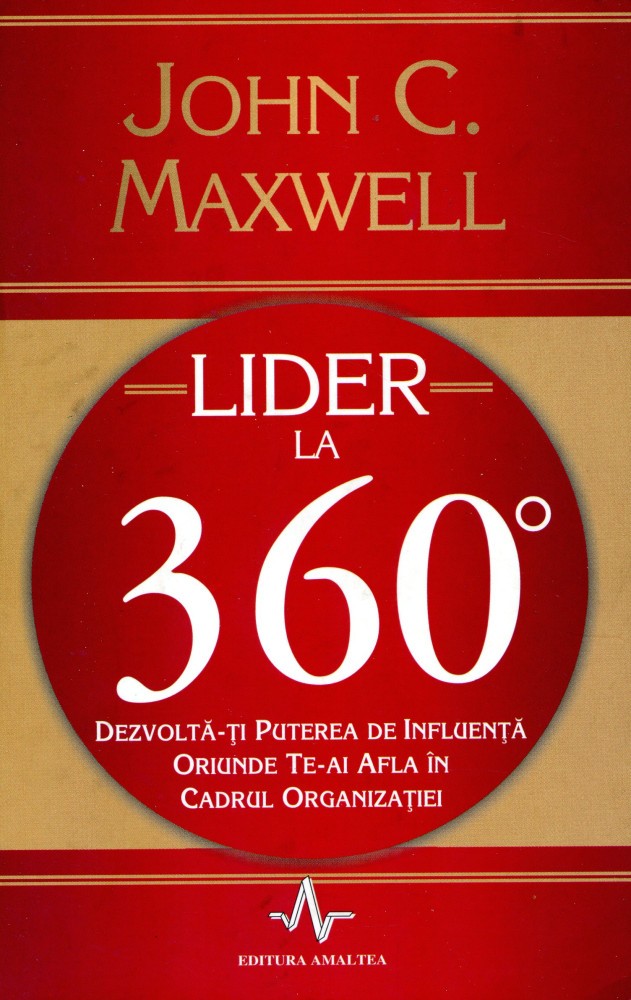 JOHN C.
MAXWELL
LIDER
LA
360°
DEZVOLTĂ-ŢI PUTEREA DE INFLUENŢĂ
ORIUNDE TE-AI AFLA ÎN
CADRUL ORGANIZAŢIEI
EDITURA AMALTEA